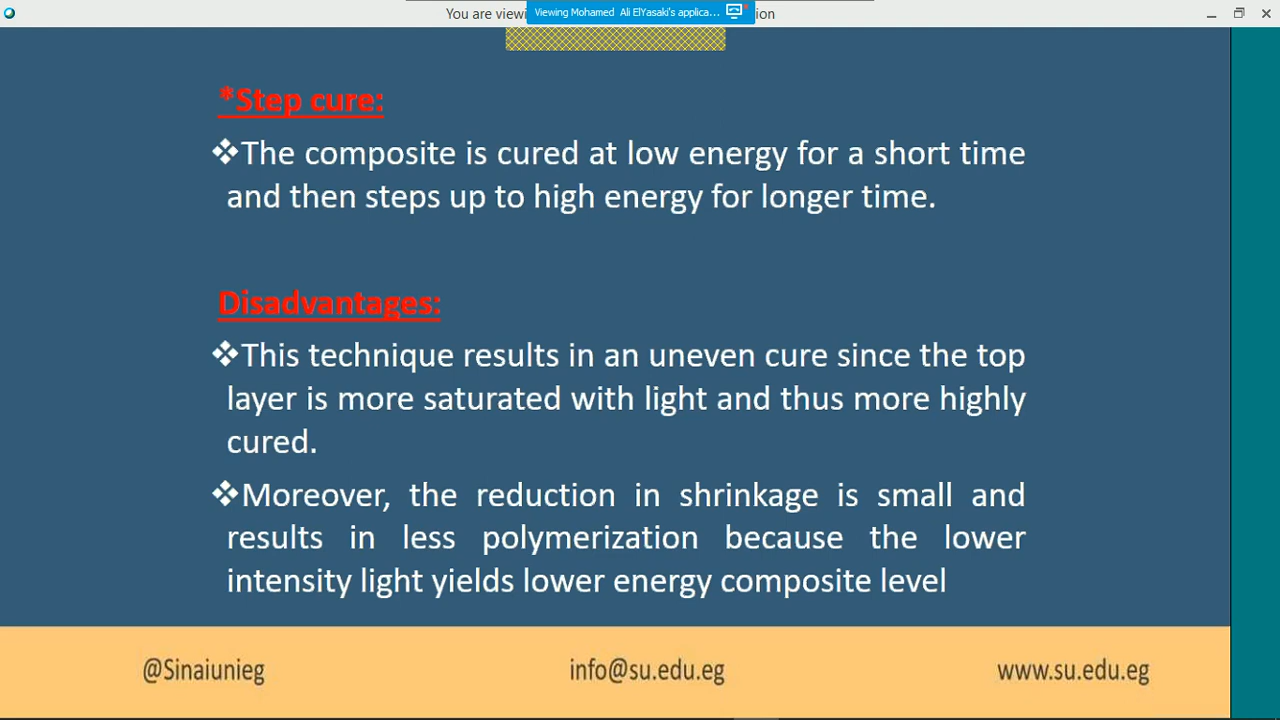 You are viewi
Viewing Mohamed Ali ElYasaki's applica...
ion
*Step cure:
❖The composite is cured at low energy for a short time
and then steps up to high energy for longer time.
Disadvantages:
❖This technique results in an uneven cure since the top
layer is more saturated with light and thus more highly
cured.
❖Moreover, the reduction in shrinkage is small and
results in less polymerization because the lower
intensity light yields lower energy composite level
@Sinaiunieg
info@su.edu.eg
www.su.edu.eg